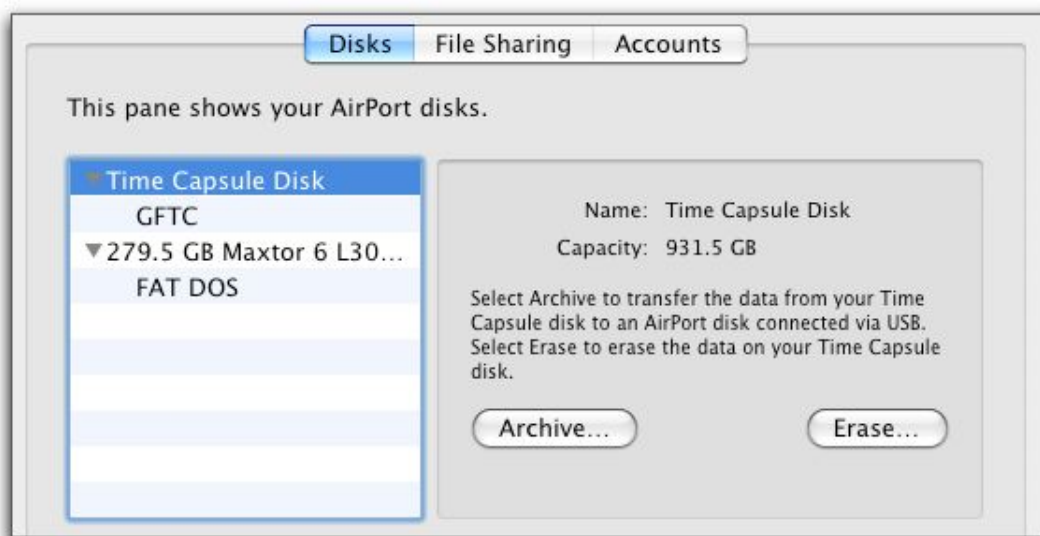 Disks File Sharing Accounts
This pane shows your AirPort disks.
Time Capsule Disk
GFTC
279.5 GB Maxtor 6 L30...
FAT DOS
Name: Time Capsule Disk
Capacity: 931.5 GB
Select Archive to transfer the data from your Time
Capsule disk to an AirPort disk connected via USB.
Select Erase to erase the data on your Time Capsule
disk.
Archive... Erase...